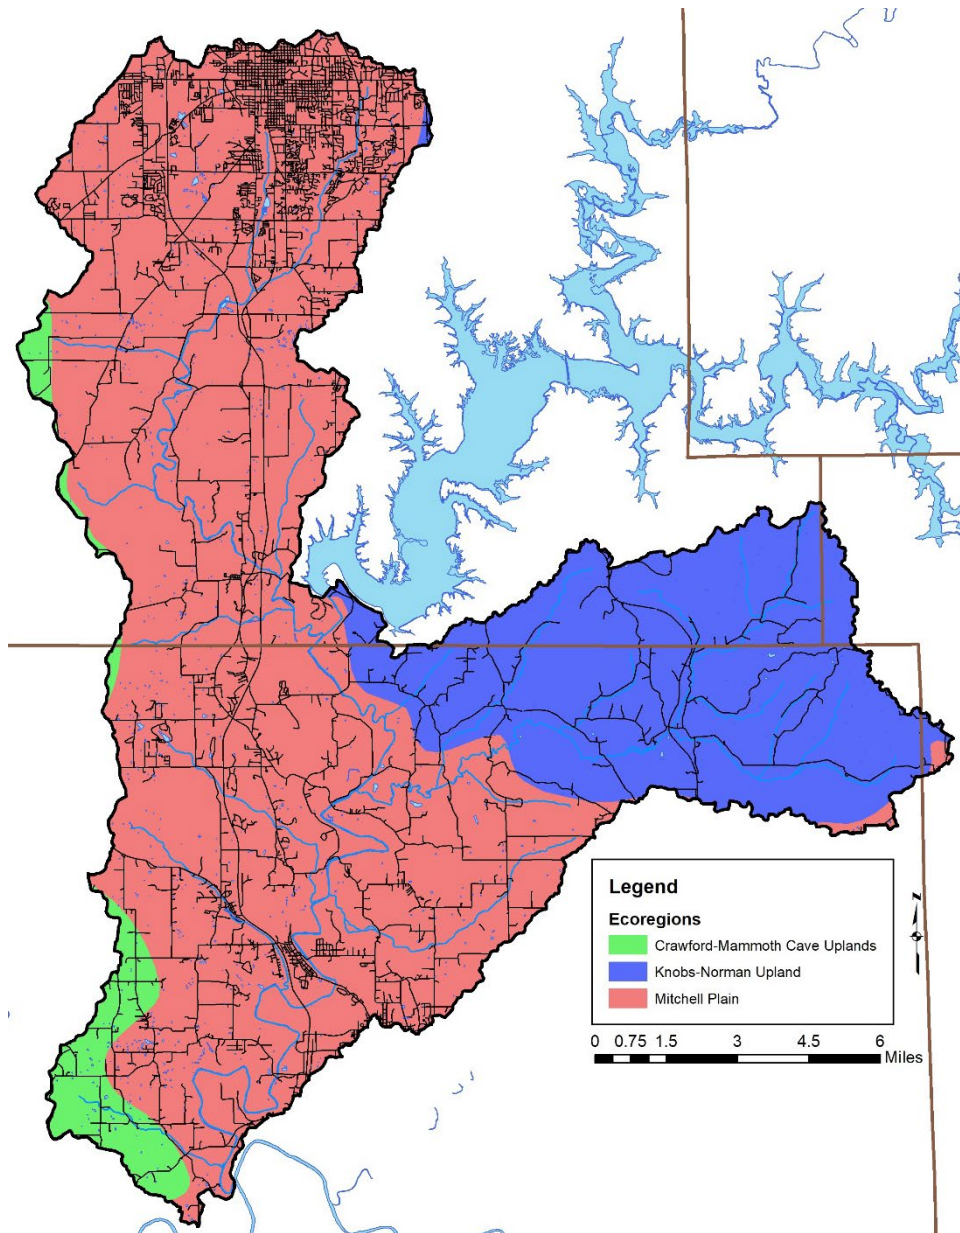 Legend
Ecoregions
Crawford-Mammoth Cave Uplands
Knobs-Norman Upland
Mitchell Plain
N
0 0.75 1.5 3 4.5 6
Miles